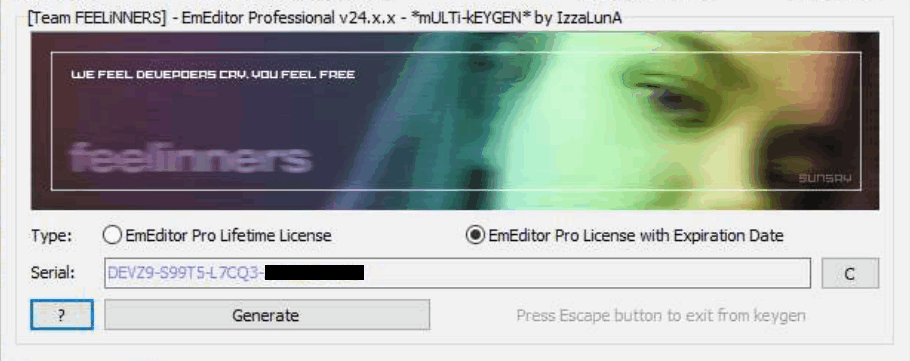 [Team FEELiNNERS] - EmEditor Professional v24.x.x - *mULTi-kEYGEN* by IzzaLunA
WE FEEL DEVEPOERS CRY. YOU FEEL FREE
feelinners
SUNSAY
Type: EmEditor Pro Lifetime License EmEditor Pro License with Expiration Date
Serial: DEVZ9-S99T5-L7CQ3- C
? Generate Press Escape button to exit from keygen